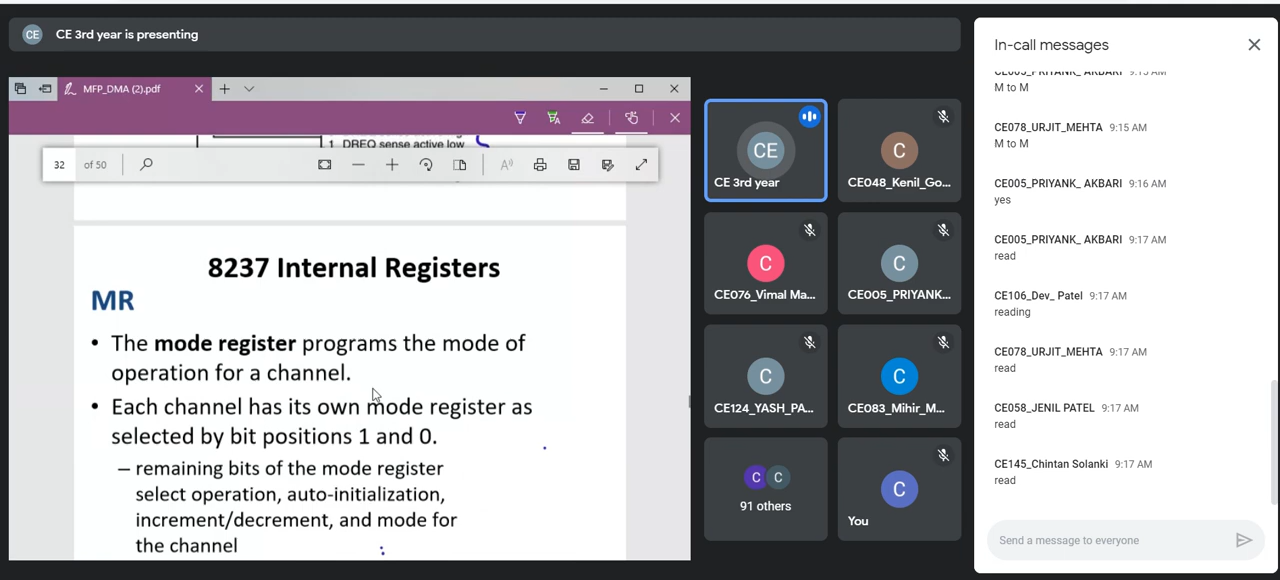 CE CE 3rd year is presenting
MFP_DMA (2).pdf
1 DREQ sense active low
32 of 50
8237 Internal Registers
MR
• The mode register programs the mode of
operation for a channel.
• Each channel has its own mode register as
selected by bit positions 1 and 0.
– remaining bits of the mode register
select operation, auto-initialization,
increment/decrement, and mode for
the channel
CE
CE 3rd year
C
CE048_Kenil_Go...
C
CE076_Vimal Ma...
C
CE005_PRIYANK...
C
CE124_YASH_PA...
C
CE083_Mihir_M...
C C
91 others
C
You
In-call messages
CE005_PRIYANK_ AKBARI 9:15 AM
M to M
CE078_URJIT_MEHTA 9:15 AM
M to M
CE005_PRIYANK_ AKBARI 9:16 AM
yes
CE005_PRIYANK_ AKBARI 9:17 AM
read
CE106_Dev_ Patel 9:17 AM
reading
CE078_URJIT_MEHTA 9:17 AM
read
CE058_JENIL PATEL 9:17 AM
read
CE145_Chintan Solanki 9:17 AM
read
Send a message to everyone